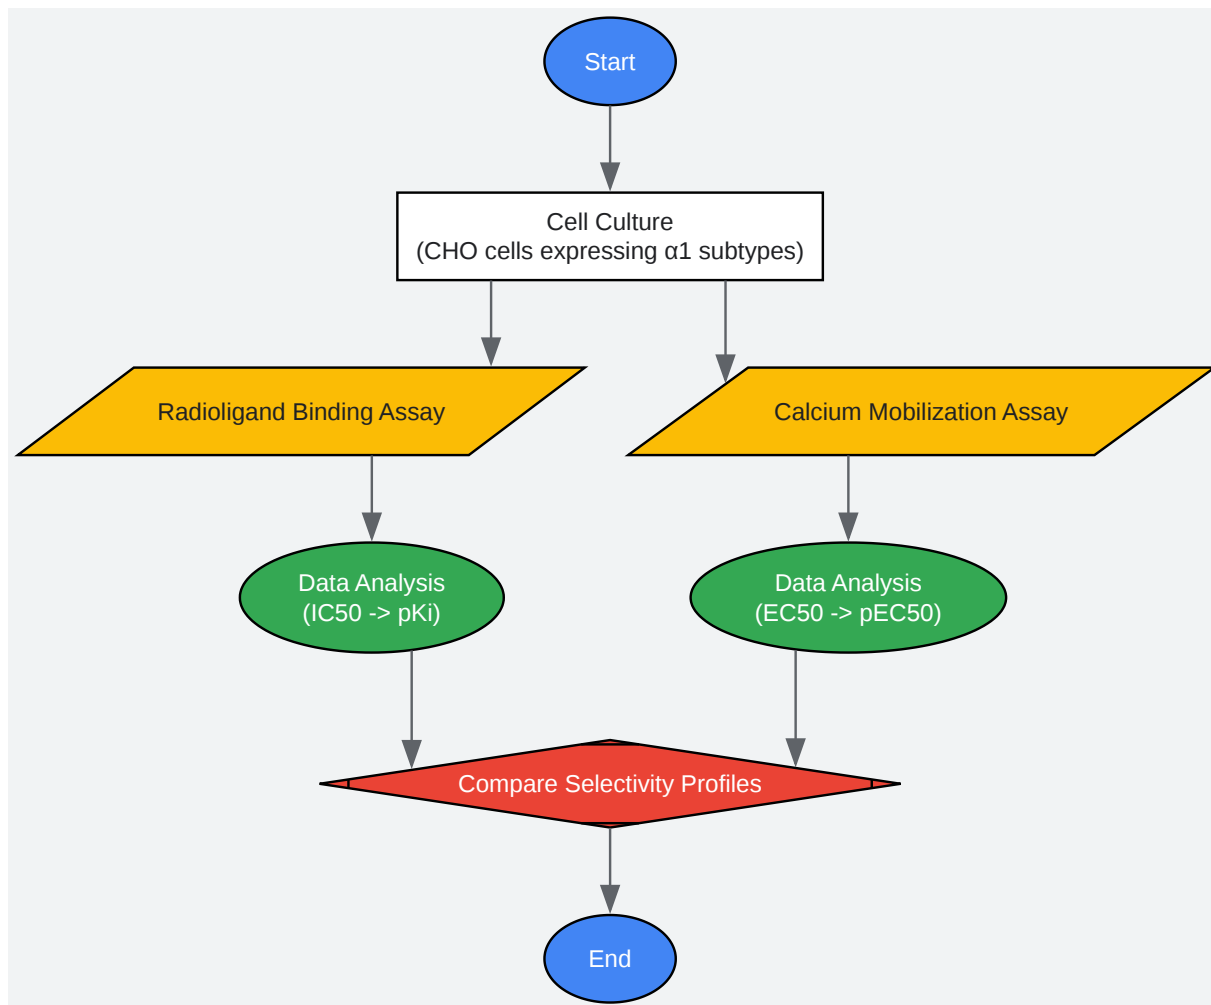 Start
Cell Culture
(CHO cells expressing α1 subtypes)
Radioligand Binding Assay
Calcium Mobilization Assay
Data Analysis
(IC50 -> pKi)
Data Analysis
(EC50 -> pEC50)
Compare Selectivity Profiles
End